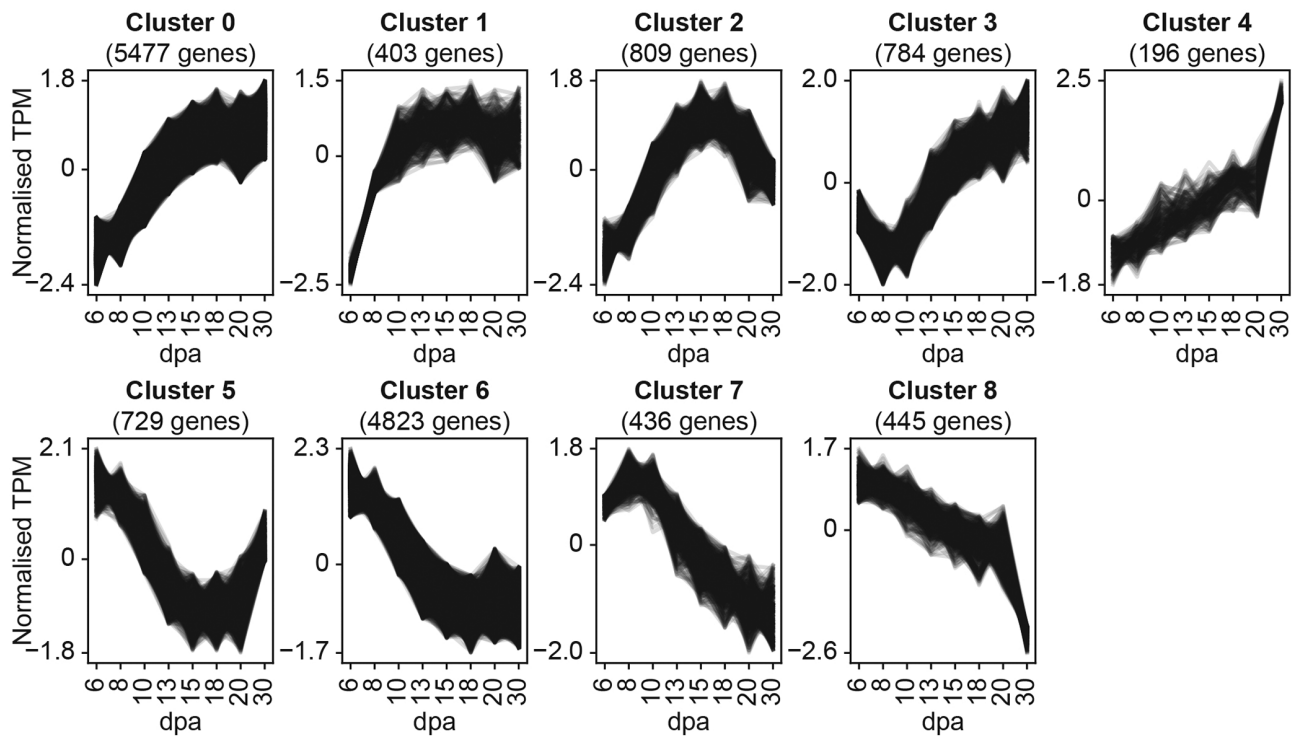 Cluster 0
(5477 genes)
Cluster 1
(403 genes)
Cluster 2
(809 genes)
Cluster 3
(784 genes)
Cluster 4
(196 genes)
Normalised TPM
1.8
0
−2.4
1.5
0
−2.5
1.8
0
−2.4
2.0
0
−2.0
2.5
0
−1.8
6 8 10 13 15 18 20 30
6 8 10 13 15 18 20 30
6 8 10 13 15 18 20 30
6 8 10 13 15 18 20 30
6 8 10 13 15 18 20 30
dpa
dpa
dpa
dpa
dpa
Cluster 5
(729 genes)
Cluster 6
(4823 genes)
Cluster 7
(436 genes)
Cluster 8
(445 genes)
Normalised TPM
2.1
0
−1.8
2.3
0
−1.7
1.8
0
−2.0
1.7
0
−2.6
6 8 10 13 15 18 20 30
6 8 10 13 15 18 20 30
6 8 10 13 15 18 20 30
6 8 10 13 15 18 20 30
dpa
dpa
dpa
dpa